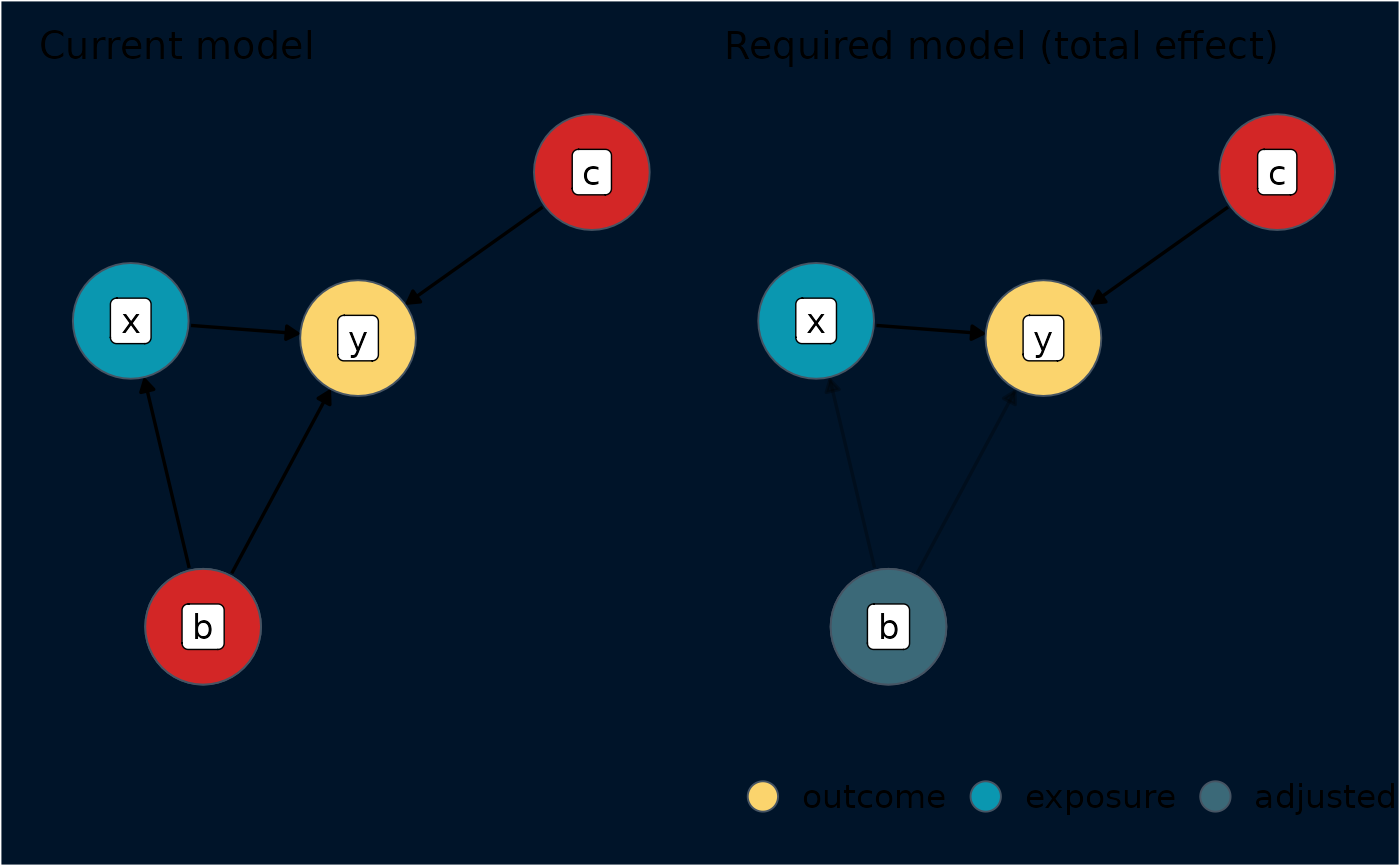 Current model
c
x
y
b
Required model (total effect)
c
x
y
b
outcome exposure adjusted